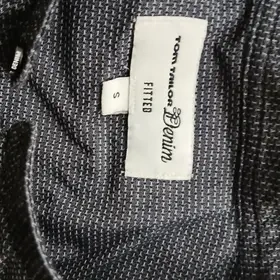 TOM TAILOR
Denim
FITTED
S